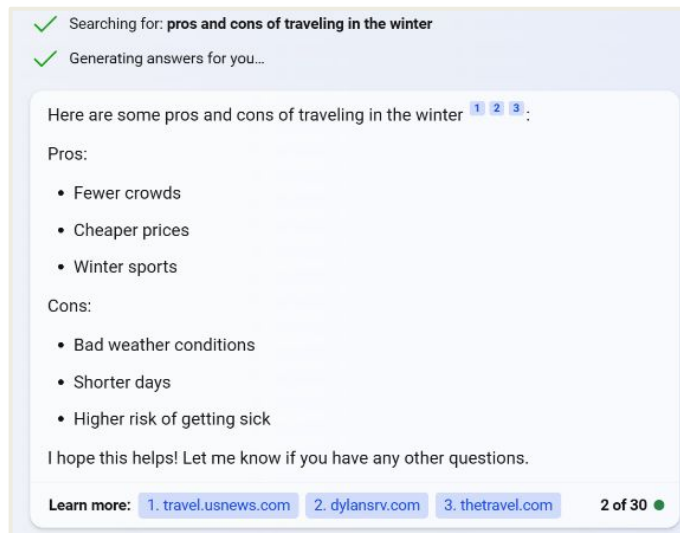 Searching for: pros and cons of traveling in the winter
Generating answers for you...
Here are some pros and cons of traveling in the winter 1 2 3 :
Pros:
• Fewer crowds
• Cheaper prices
• Winter sports
Cons:
• Bad weather conditions
• Shorter days
• Higher risk of getting sick
I hope this helps! Let me know if you have any other questions.
Learn more: 1. travel.usnews.com 2. dylansrv.com 3. thetravel.com 2 of 30